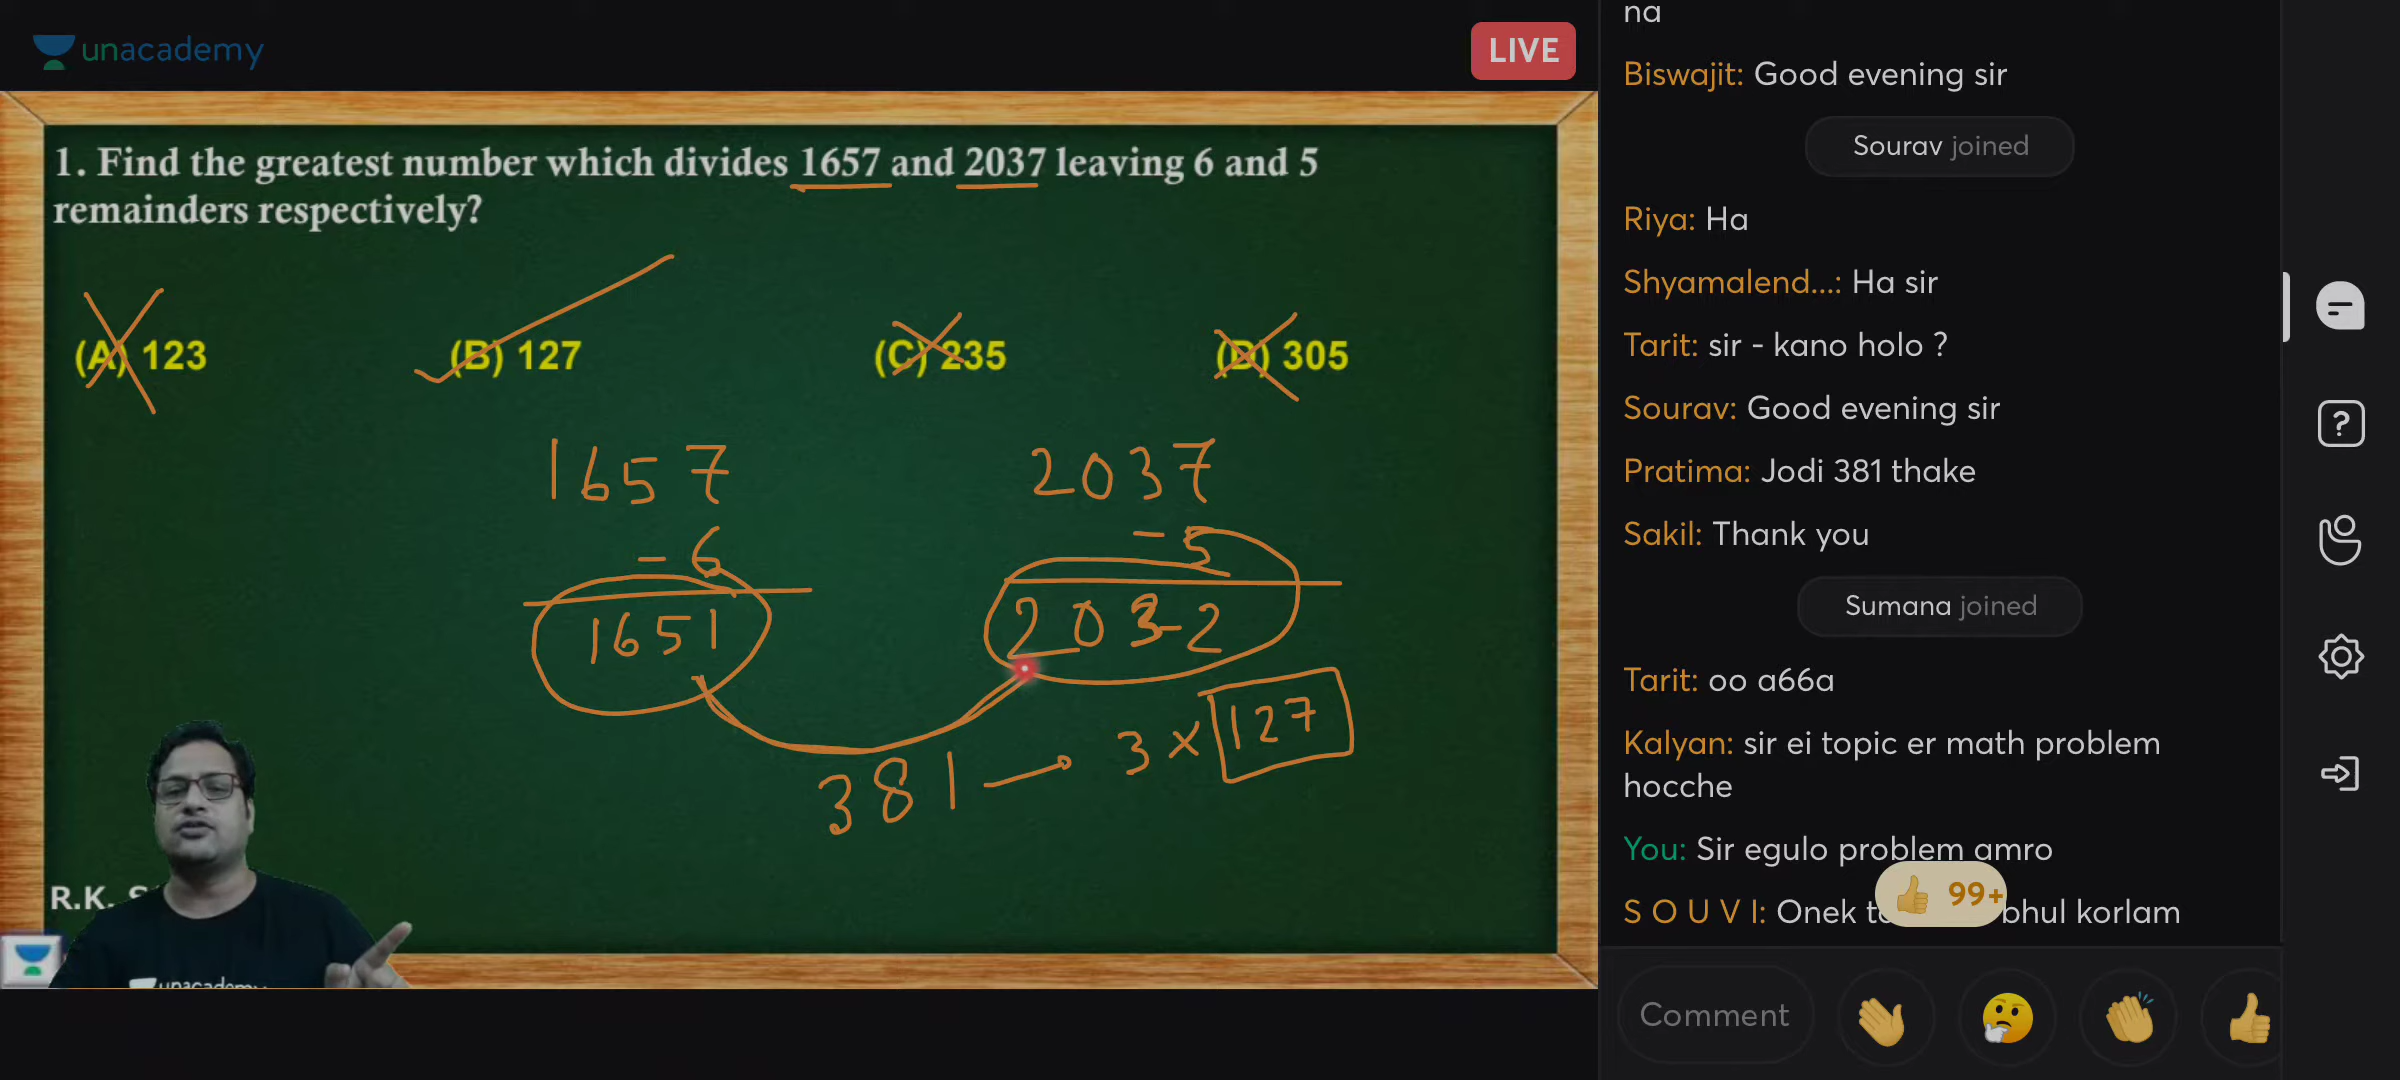 unacademy
LIVE
1. Find the greatest number which divides 1657 and 2037 leaving 6 and 5
remainders respectively?
(A) 123
(B) 127
(C) 235
(D) 305
1657
- 6
1651
2037
- 5
2032
381 → 3 × 127
R.K.
unacademy
na
Biswajit: Good evening sir
Sourav joined
Riya: Ha
Shyamalend...: Ha sir
Tarit: sir - kano holo ?
Sourav: Good evening sir
Pratima: Jodi 381 thake
Sakil: Thank you
Sumana joined
Tarit: oo a66a
Kalyan: sir ei topic er math problem
hocche
You: Sir egulo problem amro
99+
S O U V I: Onek bhul korlam
Comment